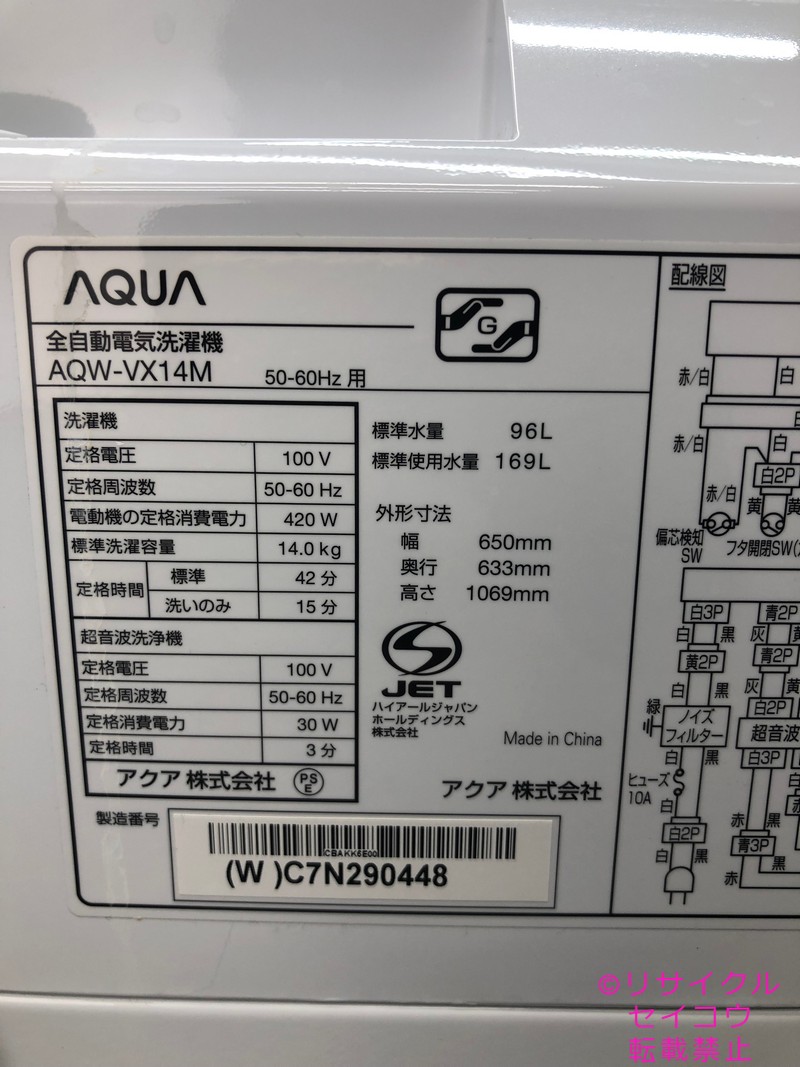 AQUA
全自動電気洗濯機
AQW-VX14M 50-60Hz 用
G
洗濯機
定格電圧 100 V
定格周波数 50-60 Hz
電動機の定格消費電力 420 W
標準洗濯容量 14.0kg
定格時間 標準 42 分
洗いのみ 15 分
超音波洗浄機
定格電圧 100 V
定格周波数 50-60 Hz
定格消費電力 30 W
定格時間 3 分
アクア 株式会社 PSE
標準水量 96L
標準使用水量 169L
外形寸法
幅 650mm
奥行 633mm
高さ 1069mm
JET
ハイアールジャパン
ホールディングス
株式会社
Made in China
アクア 株式会社
製造番号
CBAKK6E00
(W )C7N290448
配線図
赤/白 白
赤/白 白
白2P
赤/白 黄 黄
偏芯検知
SW
フタ開閉SW
白3P 青2P
白 黒 灰 青
黄2P 青2P
白 黒 灰 黄
白2P
緑
ノイズ
フィルター
超音波
白 黒 白3P
ヒューズ
10A
白 白
白2P 赤 黒 赤
青3P
白 黒 赤 黒
©リサイクル
セイコウ
転載禁止